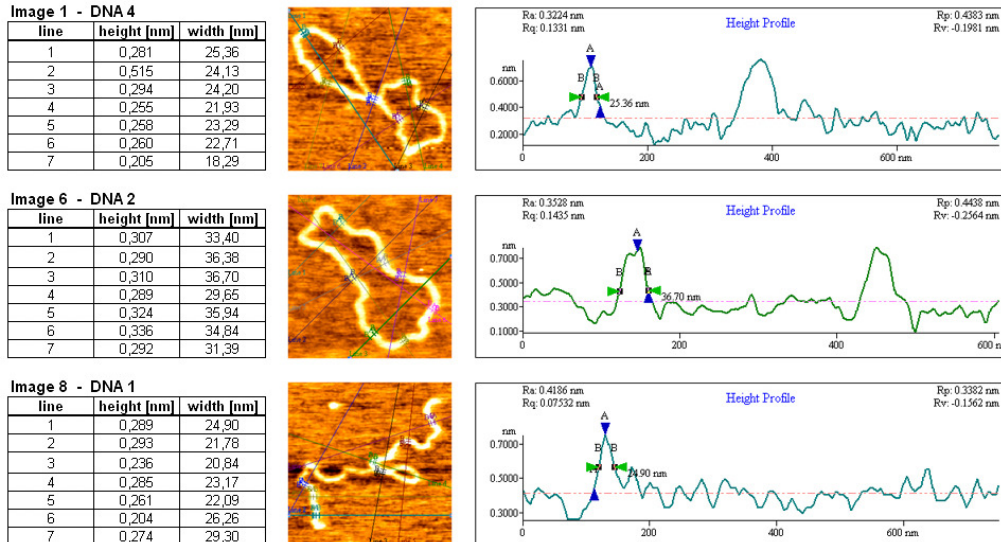 Image 1 - DNA 4
line height [nm] width [nm]
1 0,281 25,36
2 0,515 24,13
3 0,294 24,20
4 0,255 21,93
5 0,258 23,29
6 0,260 22,71
7 0,205 18,29
Ra: 0.3224 nm
Rq: 0.1331 nm
Height Profile
Rp: 0.4383 nm
Rv: -0.1981 nm
nm
A
0.6000
B B
A
25.36 nm
0.4000
0.2000
0 200 400 600 nm
Image 6 - DNA 2
line height [nm] width [nm]
1 0,307 33,40
2 0,290 36,38
3 0,310 36,70
4 0,289 29,65
5 0,324 35,94
6 0,336 34,84
7 0,292 31,39
Ra: 0.3528 nm
Rq: 0.1435 nm
Height Profile
Rp: 0.4438 nm
Rv: -0.2564 nm
nm
A
0.7000
B
0.5000
36.70 nm
0.3000
0.1000
0 200 400 600 n
Image 8 - DNA 1
line height [nm] width [nm]
1 0,289 24,90
2 0,293 21,78
3 0,236 20,84
4 0,285 23,17
5 0,261 22,09
6 0,204 26,26
7 0,274 29,30
Ra: 0.4186 nm
Rq: 0.07532 nm
Height Profile
Rp: 0.3382 nm
Rv: -0.1562 nm
nm
A
0.7000
B B
24.90 nm
0.5000
0.3000
0 200 400 600 nm